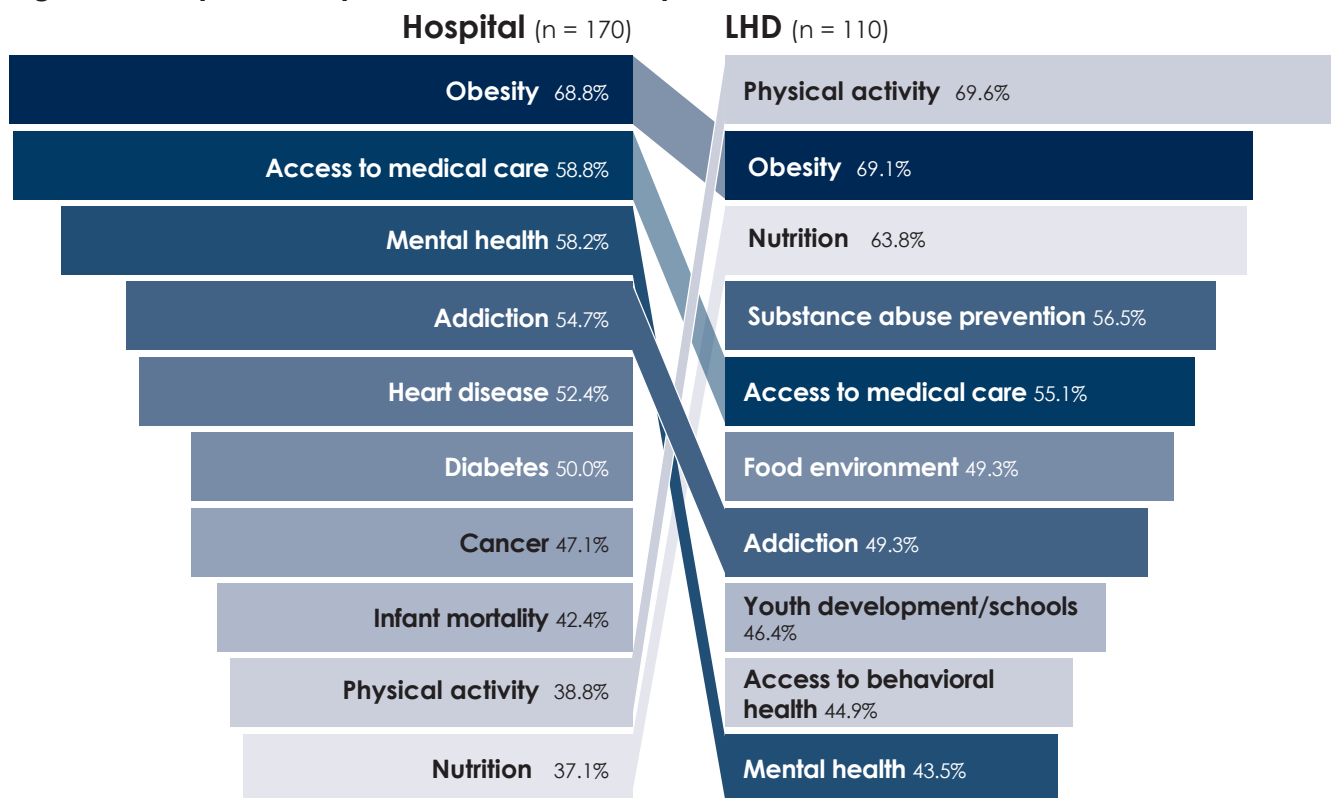 Hospital (n = 170)
Obesity 68.8%
Access to medical care 58.8%
Mental health 58.2%
Addiction 54.7%
Heart disease 52.4%
Diabetes 50.0%
Cancer 47.1%
Infant mortality 42.4%
Physical activity 38.8%
Nutrition 37.1%
LHD (n = 110)
Physical activity 69.6%
Obesity 69.1%
Nutrition 63.8%
Substance abuse prevention 56.5%
Access to medical care 55.1%
Food environment 49.3%
Addiction 49.3%
Youth development/schools
46.4%
Access to behavioral
health 44.9%
Mental health 43.5%